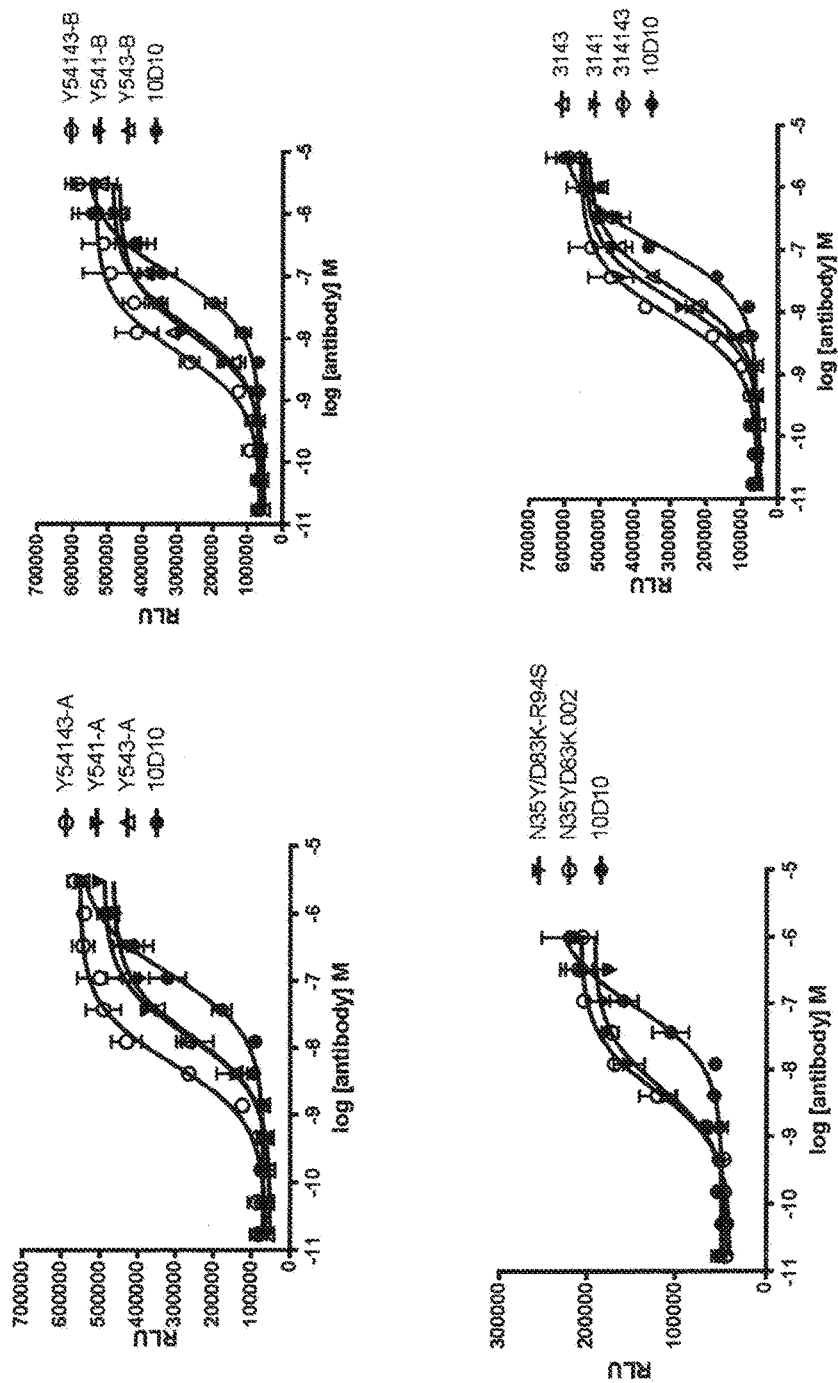 700000
600000
500000
400000
300000
200000
100000
0
RLU
-11
-10
-9
-8
-7
-6
-5
log [antibody] M
Y54143-A
Y541-A
Y543-A
10D10
700000
600000
500000
400000
300000
200000
100000
0
RLU
-11
-10
-9
-8
-7
-6
-5
log [antibody] M
Y54143-B
Y541-B
Y543-B
10D10
300000
200000
100000
0
RLU
-11
-10
-9
-8
-7
-6
-5
log [antibody] M
N35Y/D83K-R94S
N35YD83K.002
10D10
700000
600000
500000
400000
300000
200000
100000
0
RLU
-11
-10
-9
-8
-7
-6
-5
log [antibody] M
3143
3141
314143
10D10